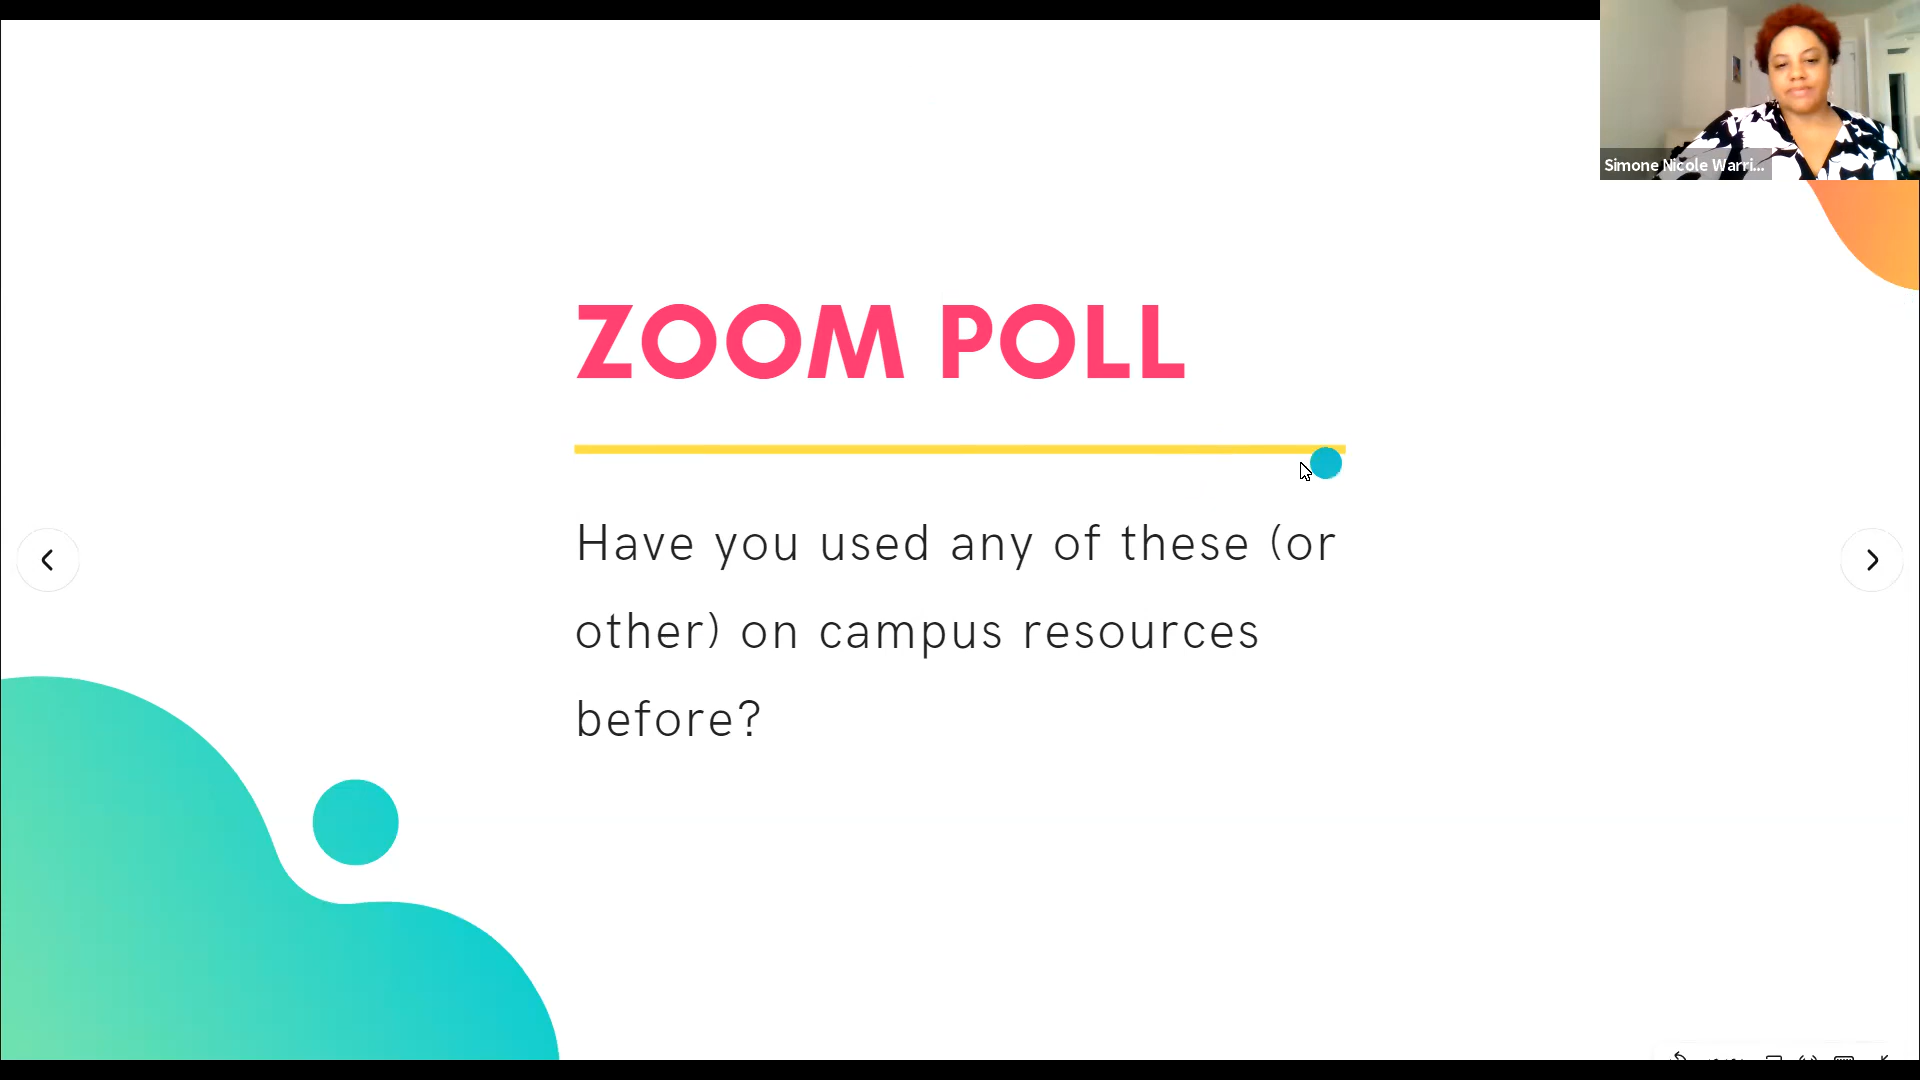 Simone Nicole Warri...
ZOOM POLL
Have you used any of these (or
other) on campus resources
before?